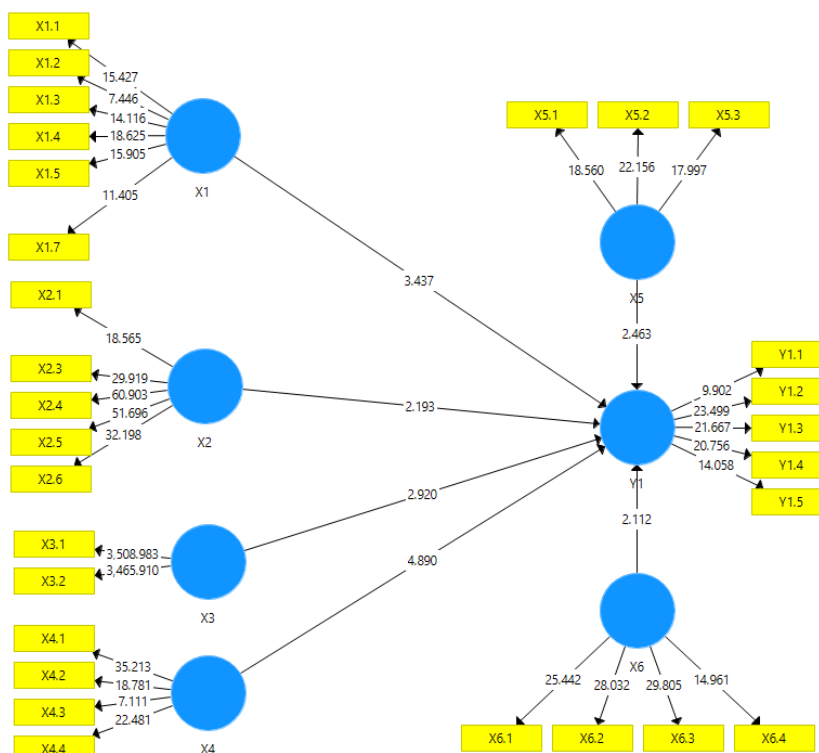 X1.1
X1.2
X1.3
X1.4
X1.5
X1.7
15.427
7.446
14.116
18.625
15.905
11.405
X1
X2.1
X2.3
X2.4
X2.5
X2.6
18.565
29.919
60.903
51.696
32.198
X2
X3.1
X3.2
3,508.983
3,465.910
X3
X4.1
X4.2
X4.3
X4.4
35.213
18.781
7.111
22.481
X4
3.437
2.193
2.920
4.890
X5.1
X5.2
X5.3
18.560
22.156
17.997
X5
2.463
Y1
Y1.1
Y1.2
Y1.3
Y1.4
Y1.5
9.902
23.499
21.667
20.756
14.058
2.112
X6
25.442
28.032
29.805
14.961
X6.1
X6.2
X6.3
X6.4